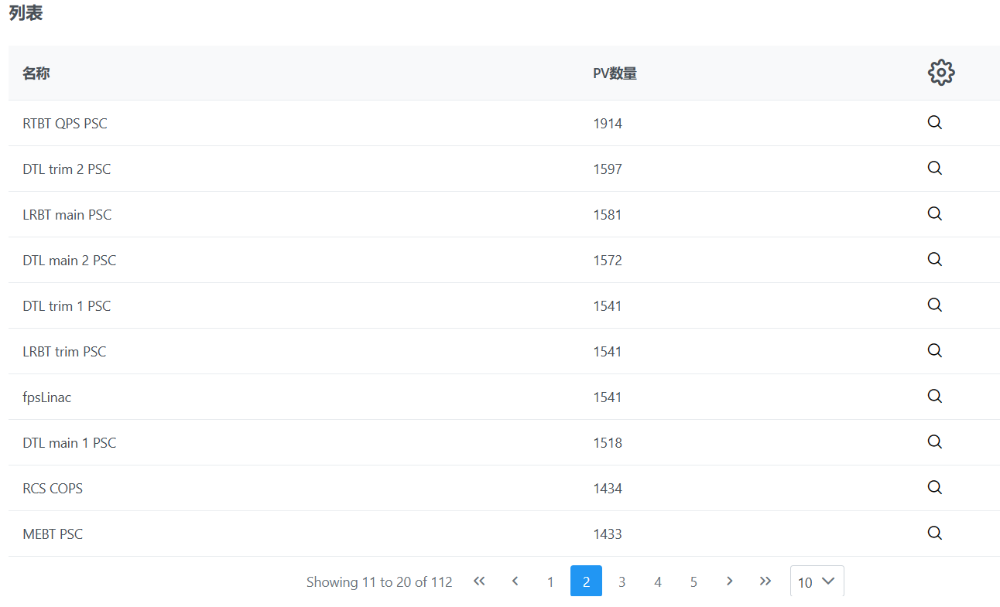 列表
名称 PV数量
RTBT QPS PSC 1914
DTL trim 2 PSC 1597
LRBT main PSC 1581
DTL main 2 PSC 1572
DTL trim 1 PSC 1541
LRBT trim PSC 1541
fpsLinac 1541
DTL main 1 PSC 1518
RCS COPS 1434
MEBT PSC 1433
Showing 11 to 20 of 112 « ‹ 1 2 3 4 5 › » 10